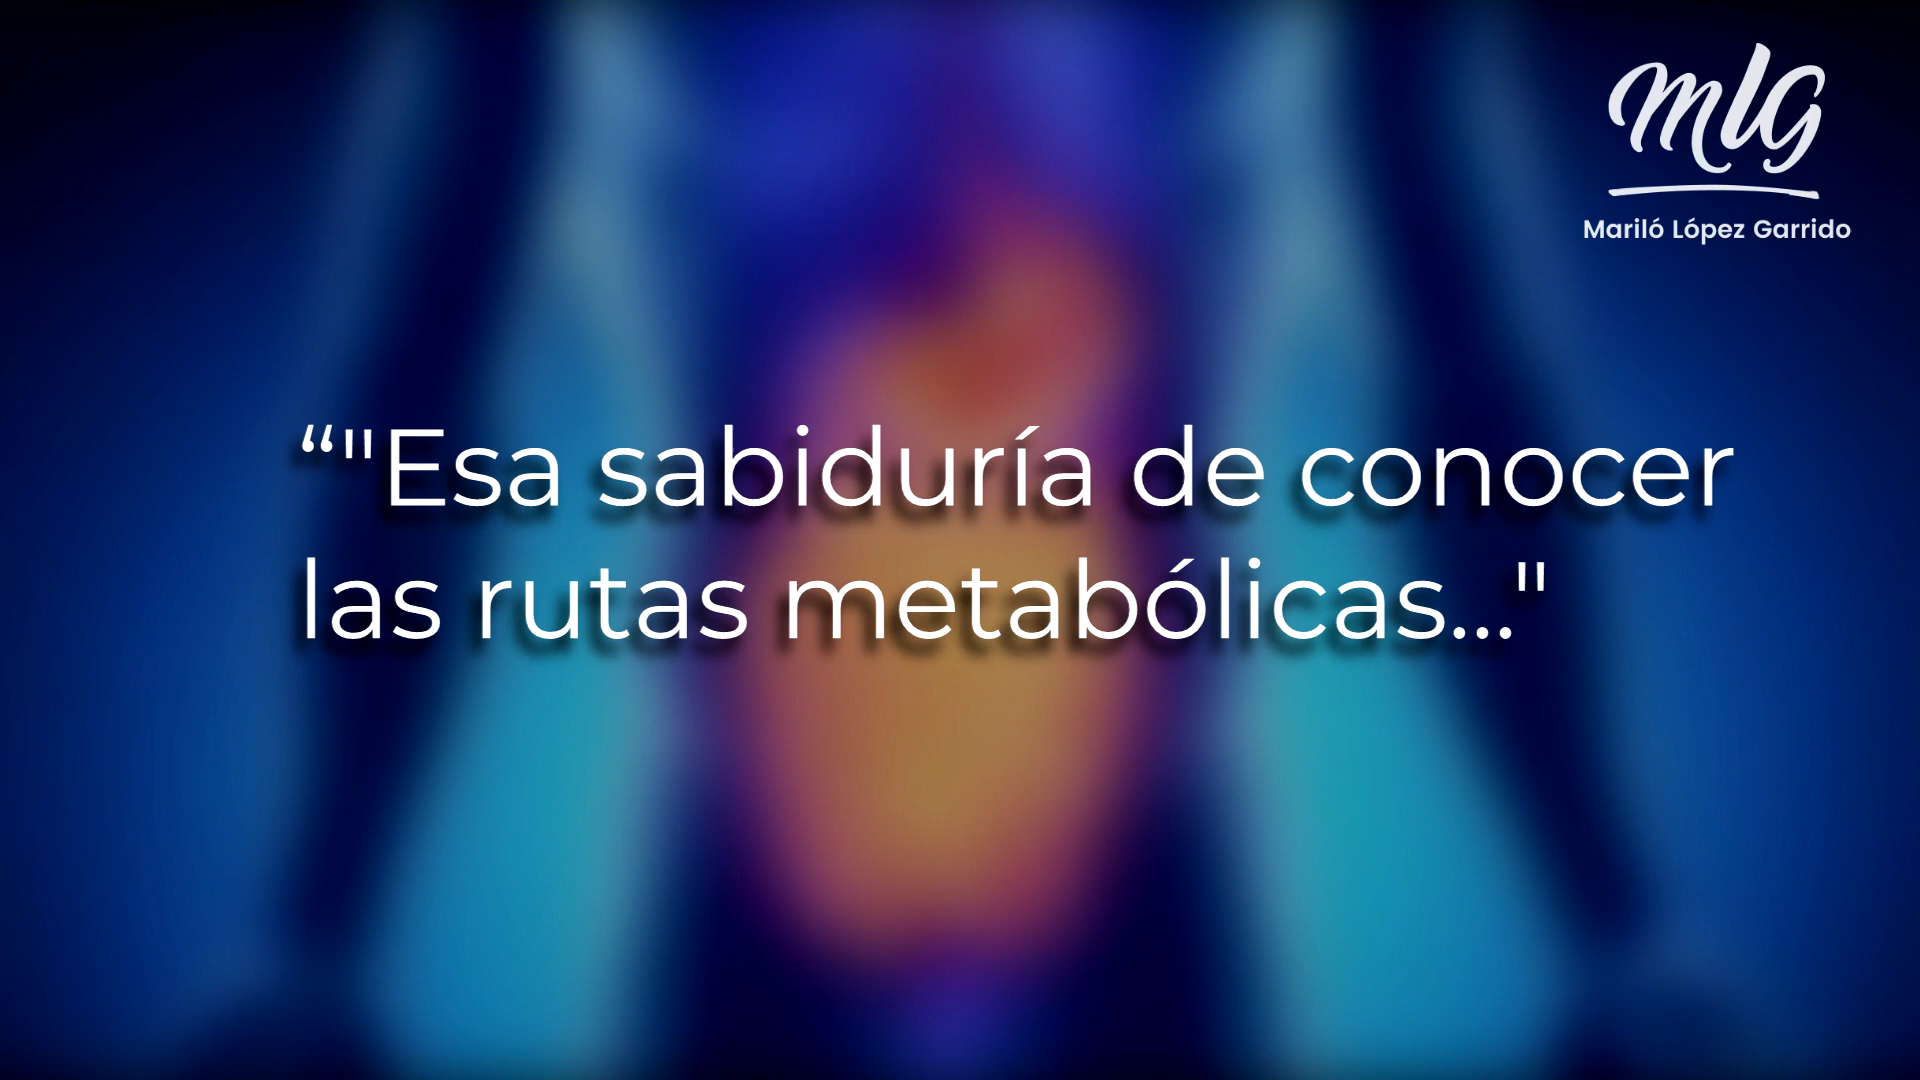 mlG
Mariló López Garrido
“"Esa sabiduría de conocer
las rutas metabólicas..."